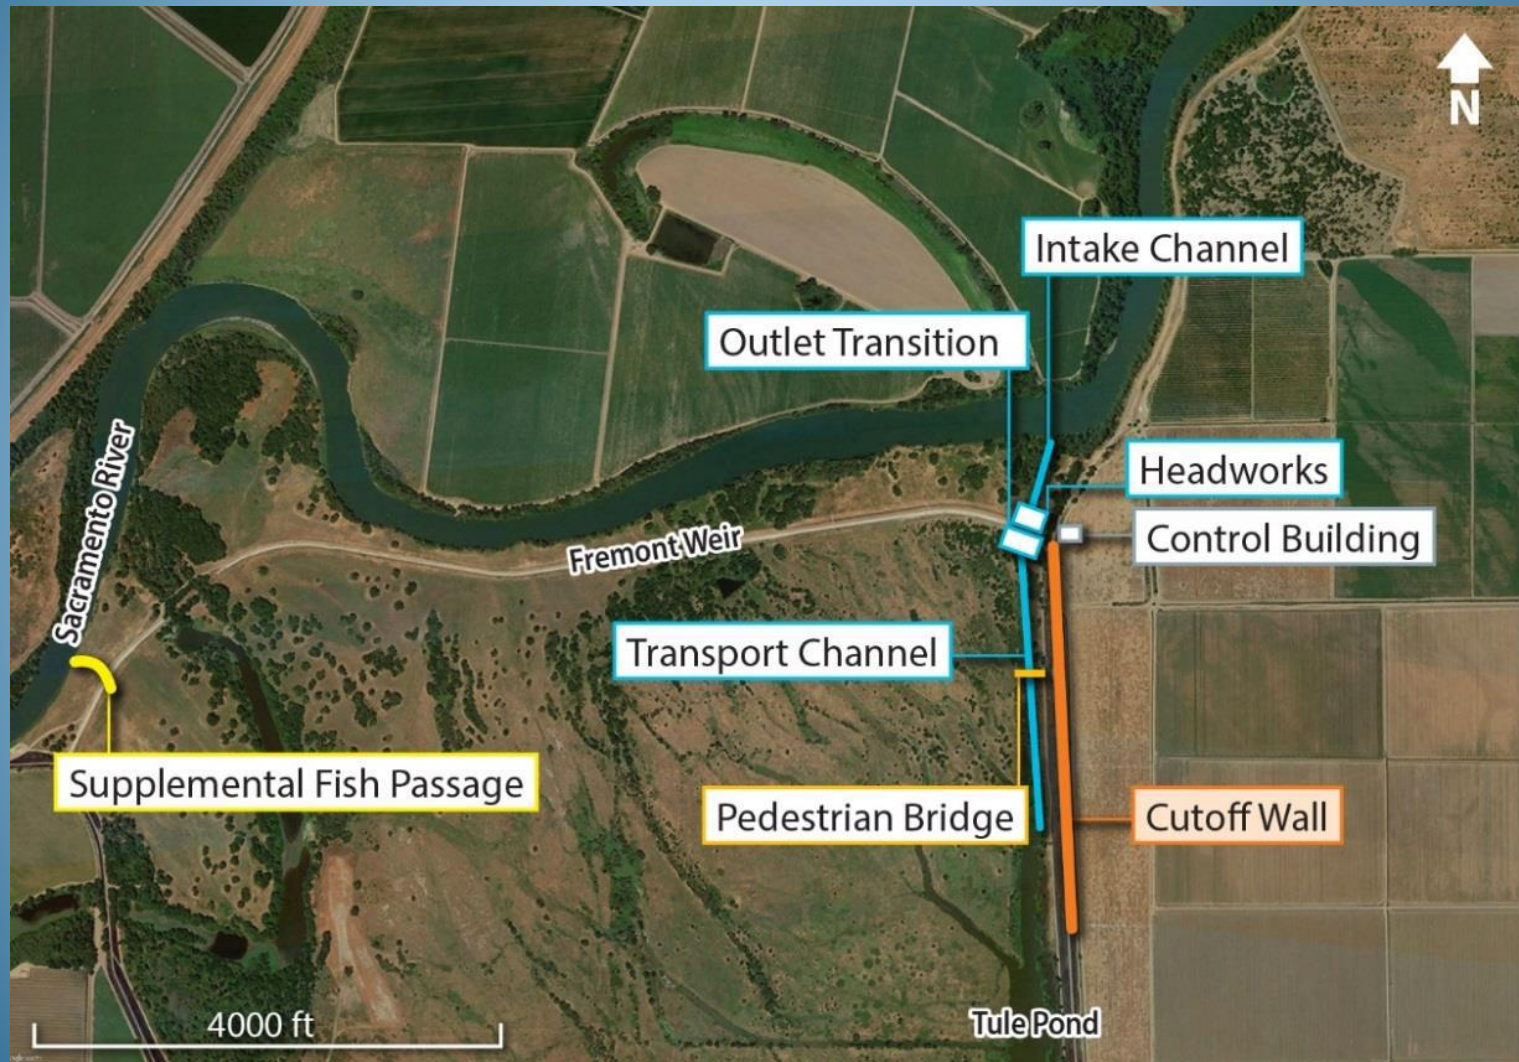 N
Intake Channel
Outlet Transition
Headworks
Control Building
Sacramento River
Fremont Weir
Transport Channel
Supplemental Fish Passage
Pedestrian Bridge
Cutoff Wall
4000 ft
Tule Pond